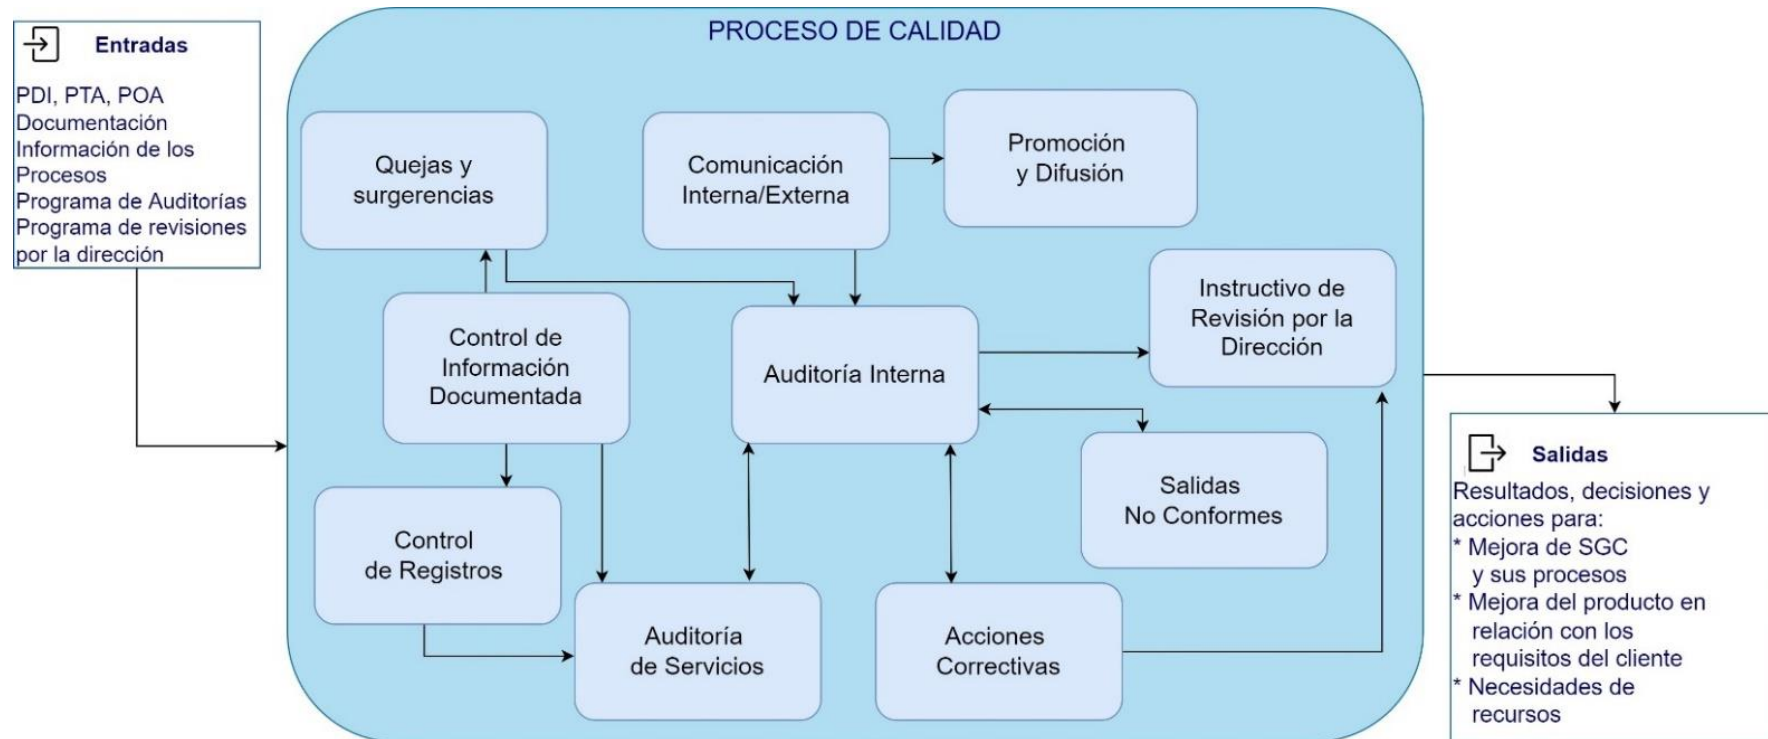 PROCESO DE CALIDAD
Entradas
PDI, PTA, POA
Documentación
Información de los
Procesos
Programa de Auditorías
Programa de revisiones
por la dirección
Quejas y
surgerencias
Comunicación
Interna/Externa
Promoción
y Difusión
Control de
Información
Documentada
Auditoría Interna
Instructivo de
Revisión por la
Dirección
Control
de Registros
Salidas
No Conformes
Auditoría
de Servicios
Acciones
Correctivas
Salidas
Resultados, decisiones y
acciones para:
* Mejora de SGC
y sus procesos
* Mejora del producto en
relación con los
requisitos del cliente
* Necesidades de
recursos